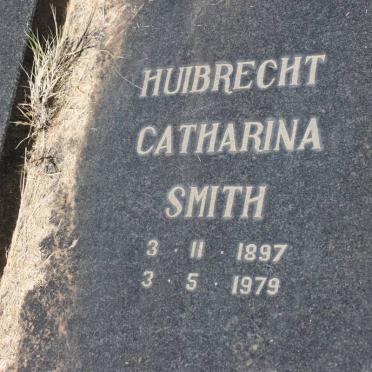 HUIBRECHT
CATHARINA
SMITH
3 · 11 · 1897
3 · 5 · 1979